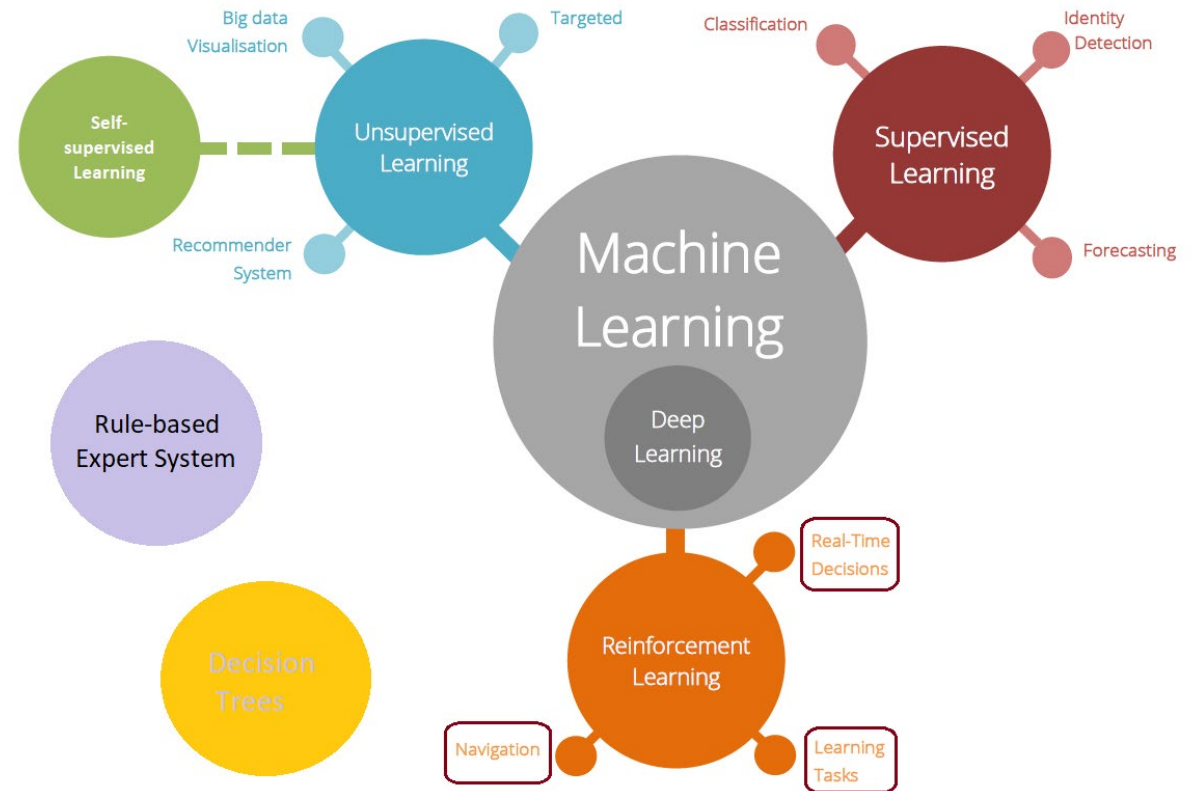 Big data
Visualisation
Targeted
Classification
Identity
Detection
Self-
supervised
Learning
Unsupervised
Learning
Supervised
Learning
Recommender
System
Forecasting
Machine
Learning
Deep
Learning
Rule-based
Expert System
Real-Time
Decisions
Decision
Trees
Reinforcement
Learning
Navigation
Learning
Tasks